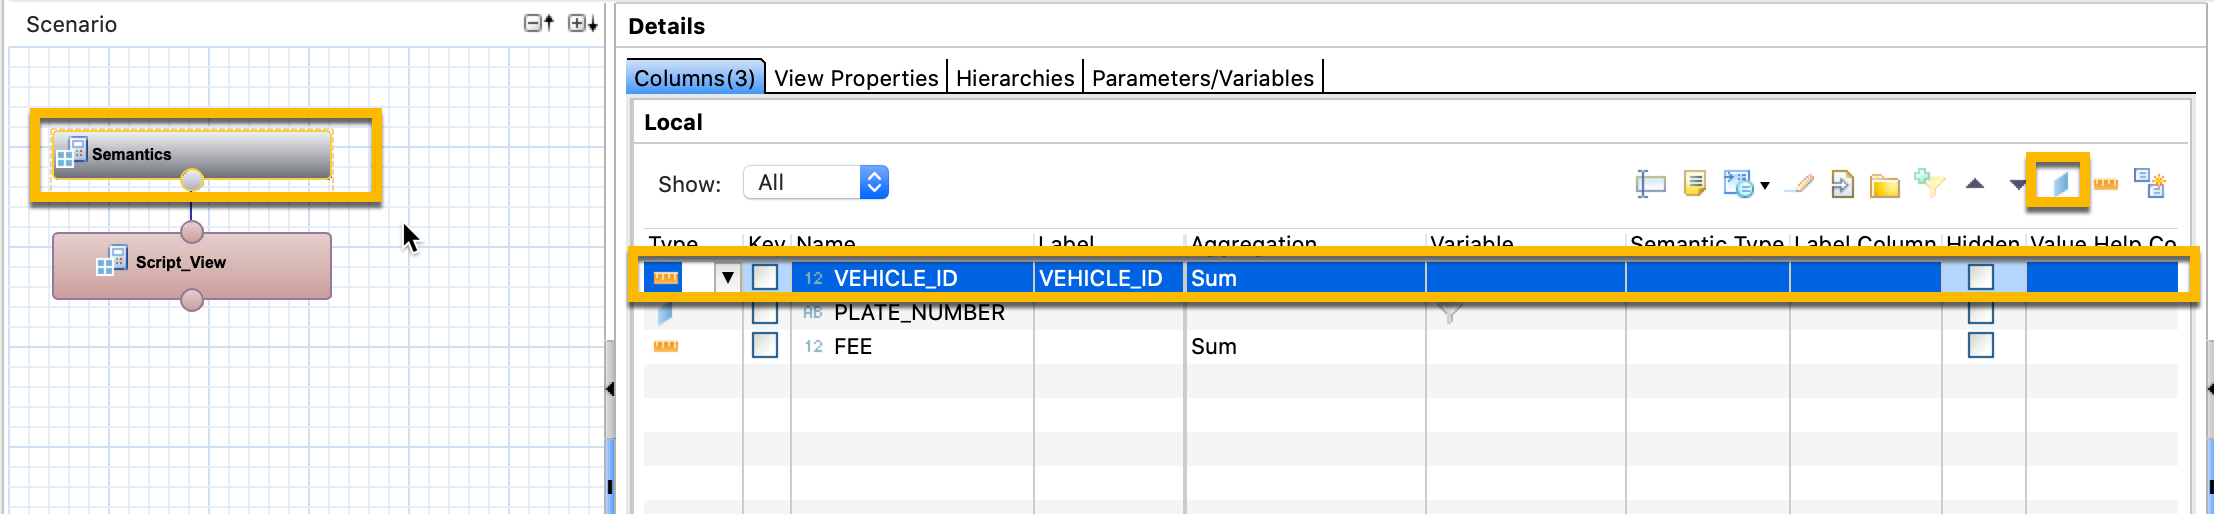 Scenario
Semantics
Script_View
Details
Columns(3) View Properties Hierarchies Parameters/Variables
Local
Show: All
Type Key Name Label Aggregation Variable Semantic Type Label Column Hidden Value Help Co
12 VEHICLE_ID VEHICLE_ID Sum
AB PLATE_NUMBER
12 FEE Sum